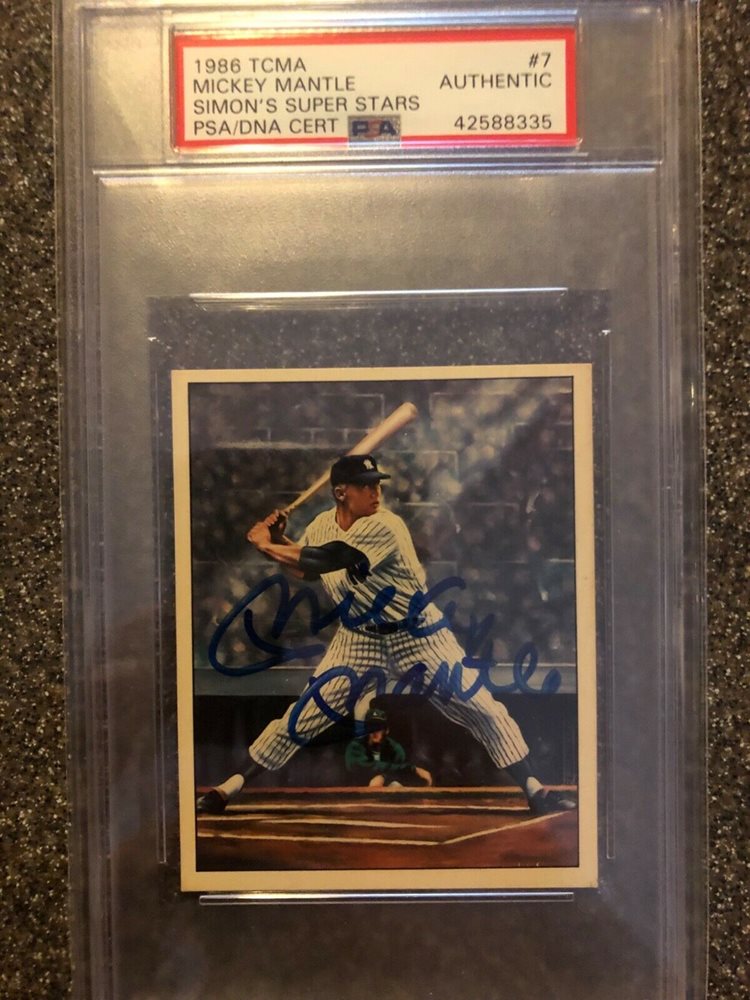 1986 TCMA #7
MICKEY MANTLE AUTHENTIC
SIMON'S SUPER STARS
PSA/DNA CERT PSA 42588335
Mickey
Mantle